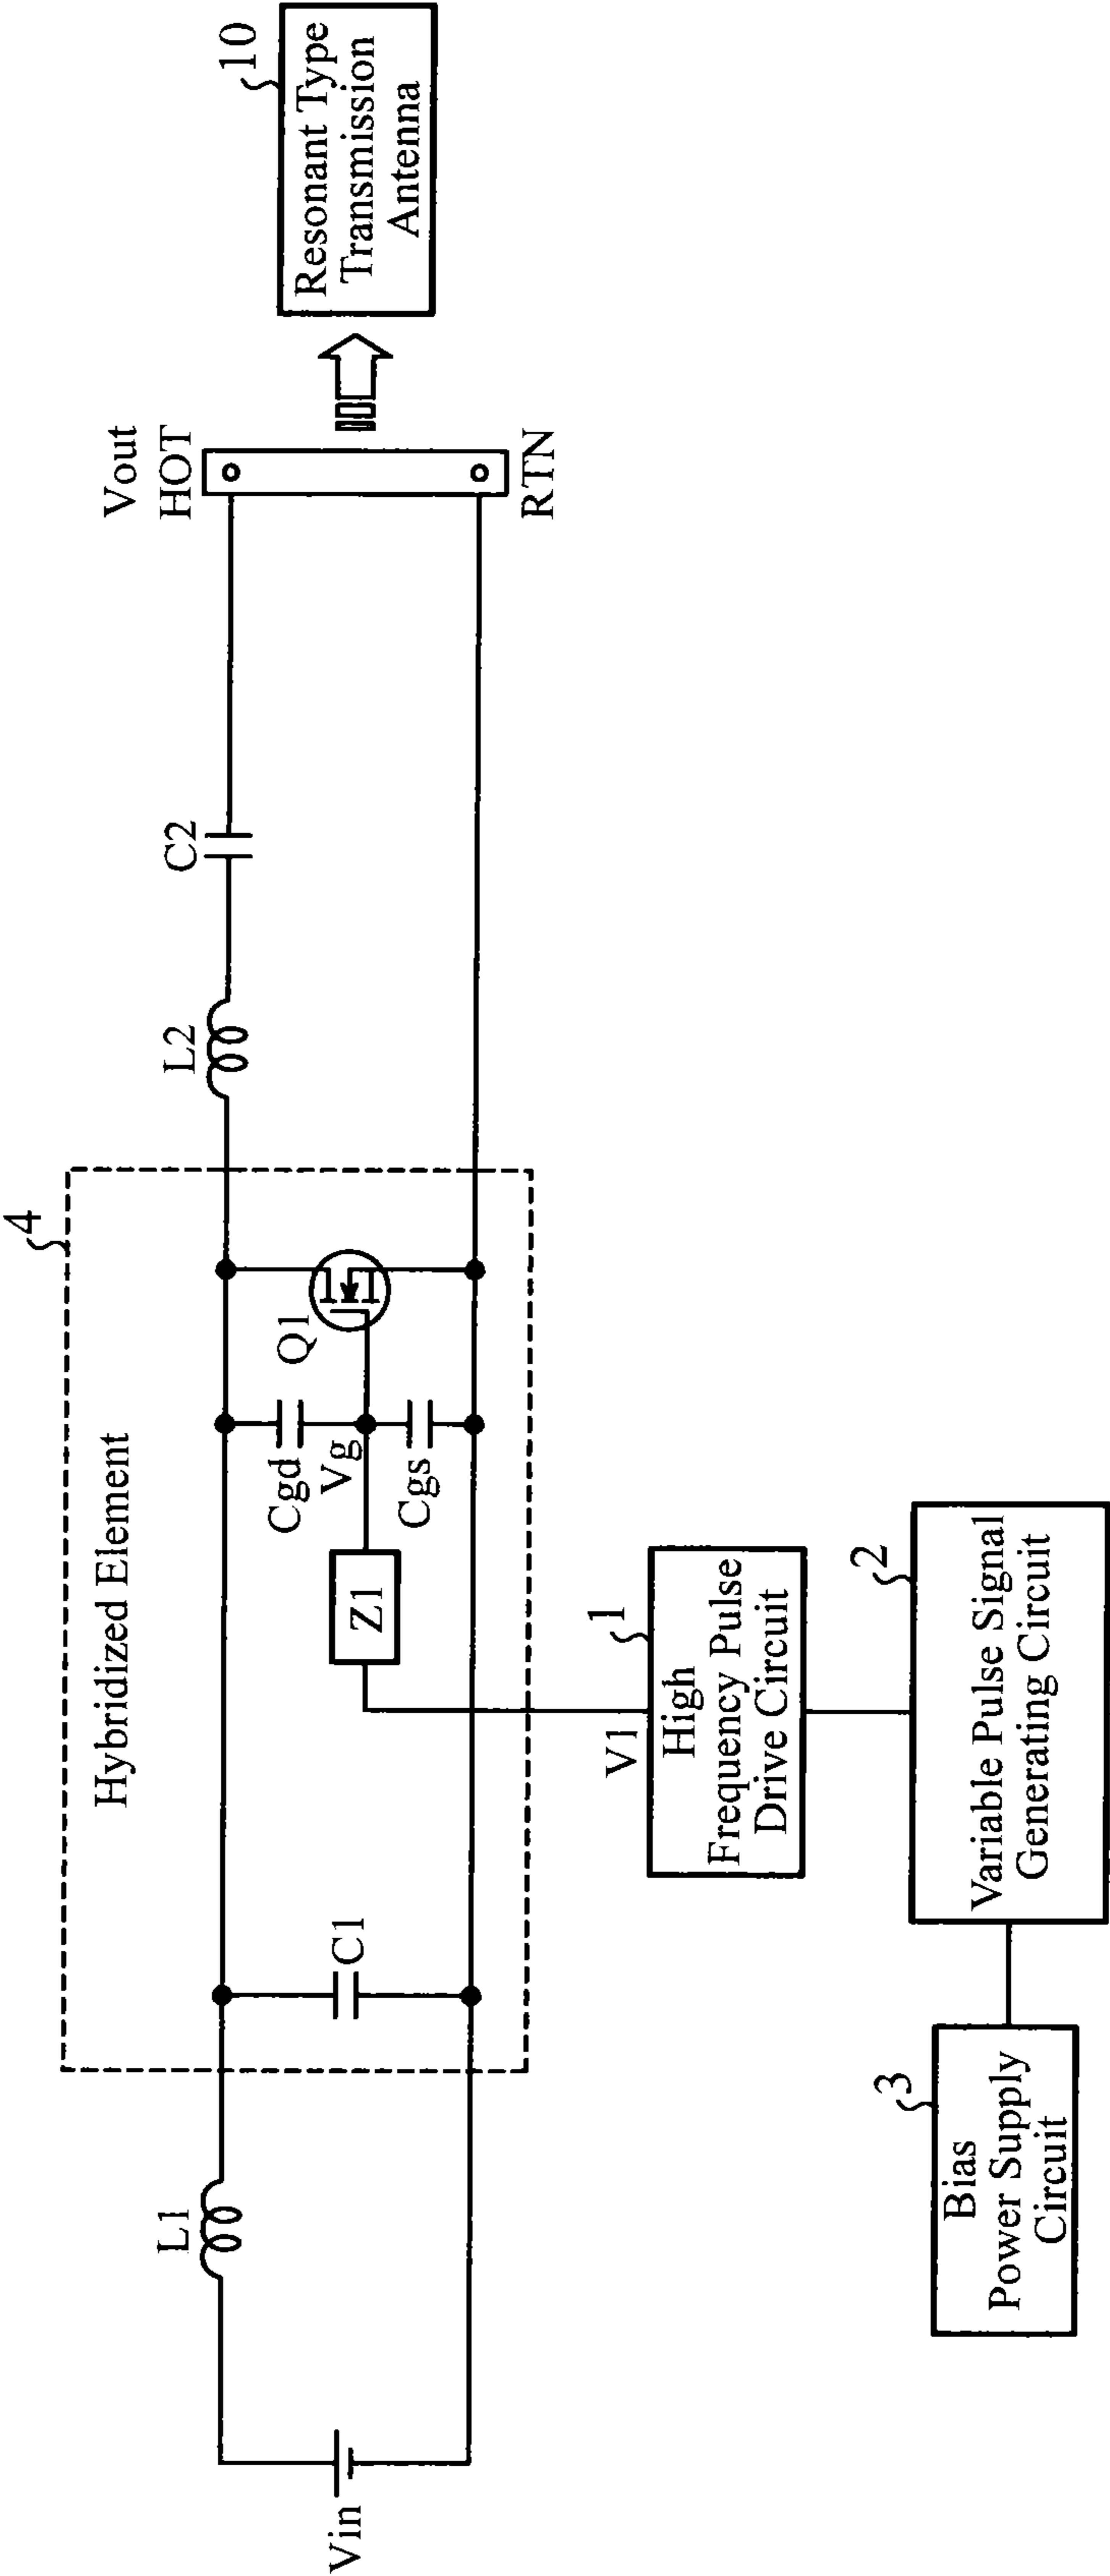 4
Hybridized Element
Vout
HOT
10
Resonant Type
Transmission
Antenna
L1
L2
C2
C1
Cgd
Q1
Vg
Z1
Cgs
Vin
RTN
V1
1
High
Frequency Pulse
Drive Circuit
3
Bias
Power Supply
Circuit
2
Variable Pulse Signal
Generating Circuit